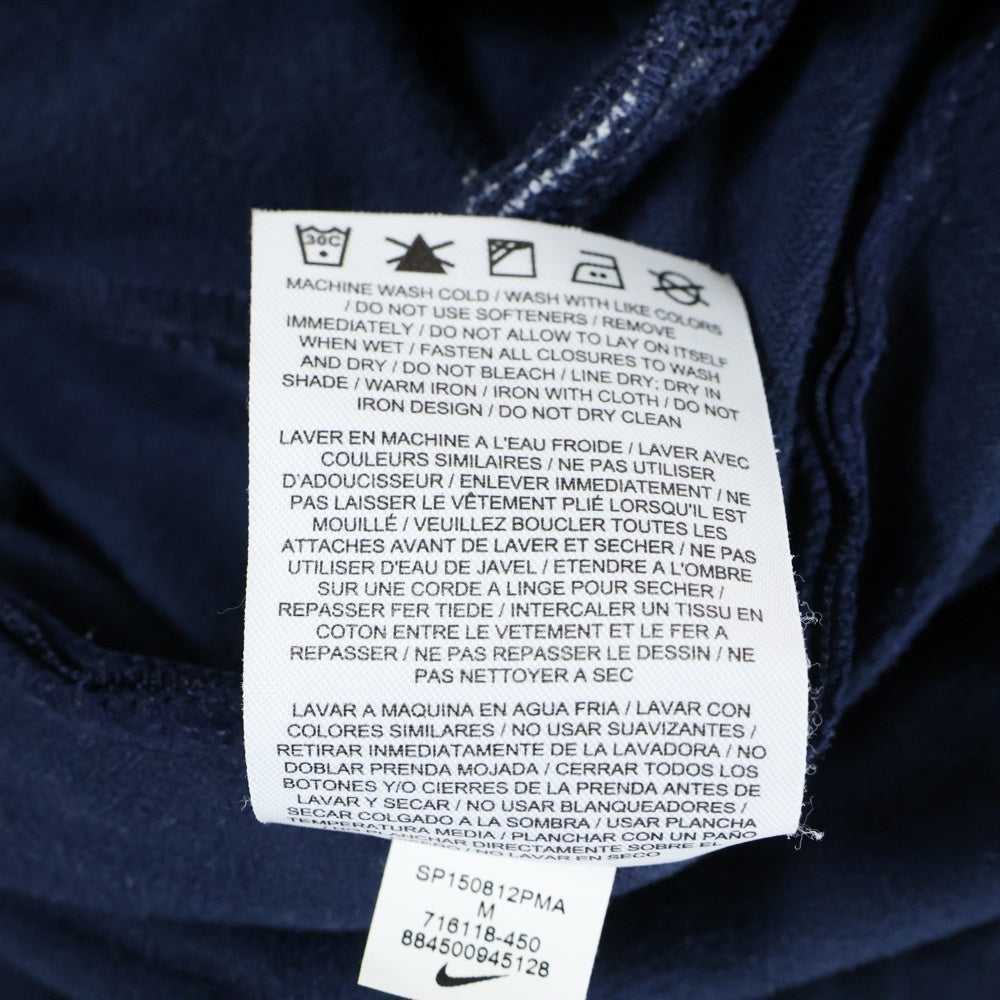 30C
MACHINE WASH COLD / WASH WITH LIKE COLORS
/ DO NOT USE SOFTENERS / REMOVE
IMMEDIATELY / DO NOT ALLOW TO LAY ON ITSELF
WHEN WET / FASTEN ALL CLOSURES TO WASH
AND DRY / DO NOT BLEACH / LINE DRY; DRY IN
SHADE / WARM IRON / IRON WITH CLOTH / DO NOT
IRON DESIGN / DO NOT DRY CLEAN
LAVER EN MACHINE A L'EAU FROIDE / LAVER AVEC
COULEURS SIMILAIRES / NE PAS UTILISER
D'ADOUCISSEUR / ENLEVER IMMEDIATEMENT / NE
PAS LAISSER LE VÊTEMENT PLIÉ LORSQU'IL EST
MOUILLÉ / VEUILLEZ BOUCLER TOUTES LES
ATTACHES AVANT DE LAVER ET SECHER / NE PAS
UTILISER D'EAU DE JAVEL / ETENDRE A L'OMBRE
SUR UNE CORDE A LINGE POUR SECHER /
REPASSER FER TIEDE / INTERCALER UN TISSU EN
COTON ENTRE LE VETEMENT ET LE FER A
REPASSER / NE PAS REPASSER LE DESSIN / NE
PAS NETTOYER A SEC
LAVAR A MAQUINA EN AGUA FRIA / LAVAR CON
COLORES SIMILARES / NO USAR SUAVIZANTES /
RETIRAR INMEDIATAMENTE DE LA LAVADORA / NO
DOBLAR PRENDA MOJADA / CERRAR TODOS LOS
BOTONES Y/O CIERRES DE LA PRENDA ANTES DE
LAVAR Y SECAR / NO USAR BLANQUEADORES /
SECAR COLGADO A LA SOMBRA / USAR PLANCHA
TEMPERATURA MEDIA / PLANCHAR CON UN PAÑO
PLANCHAR DIRECTAMENTE SOBRE EL
/ NO LAVAR EN SECO
SP150812PMA
M
716118-450
884500945128